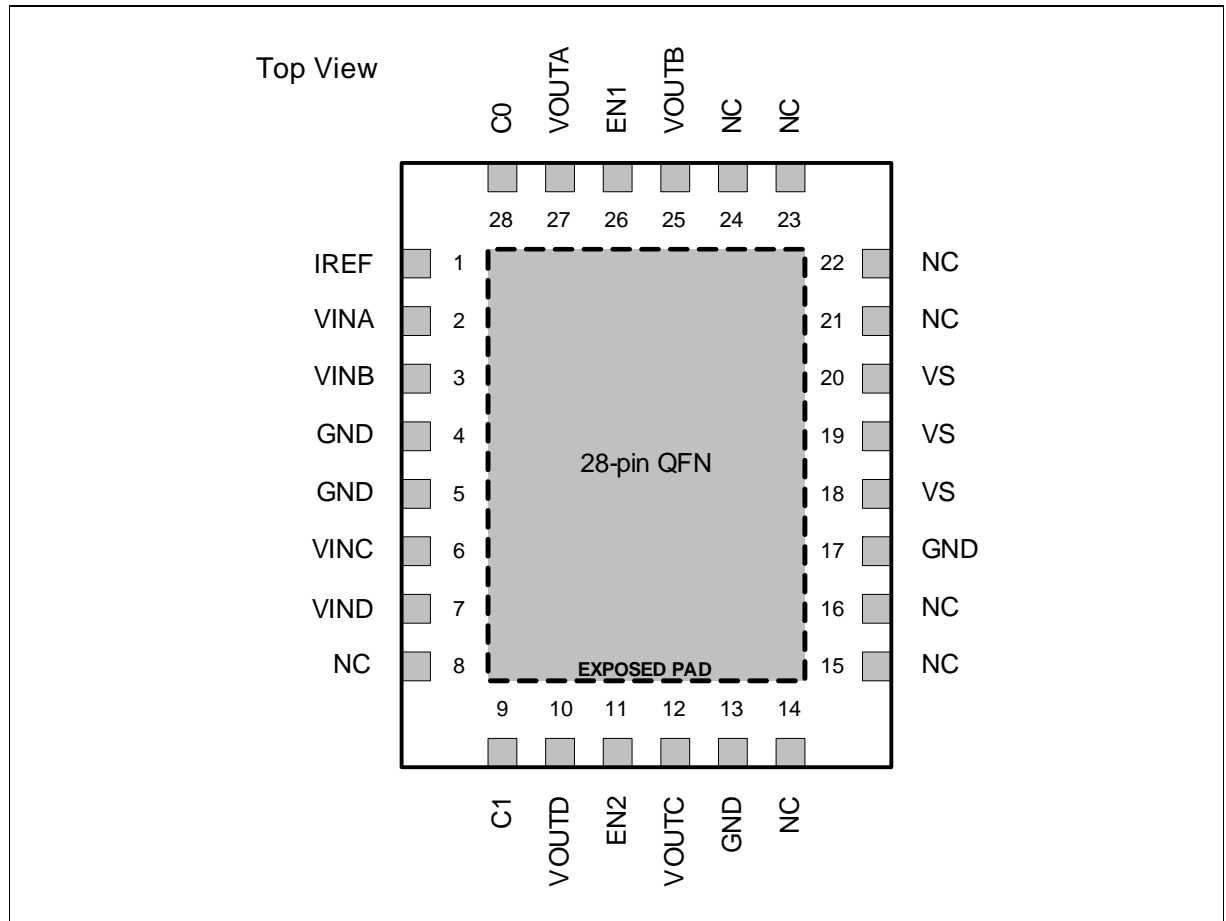 Top View
C0
VOUTA
EN1
VOUTB
NC
NC
28 27 26 25 24 23
IREF 1 22 NC
VINA 2 21 NC
VINB 3 20 VS
GND 4 19 VS
28-pin QFN
GND 5 18 VS
VINC 6 17 GND
VIND 7 16 NC
NC 8 15 NC
EXPOSED PAD
9 10 11 12 13 14
C1
VOUTD
EN2
VOUTC
GND
NC